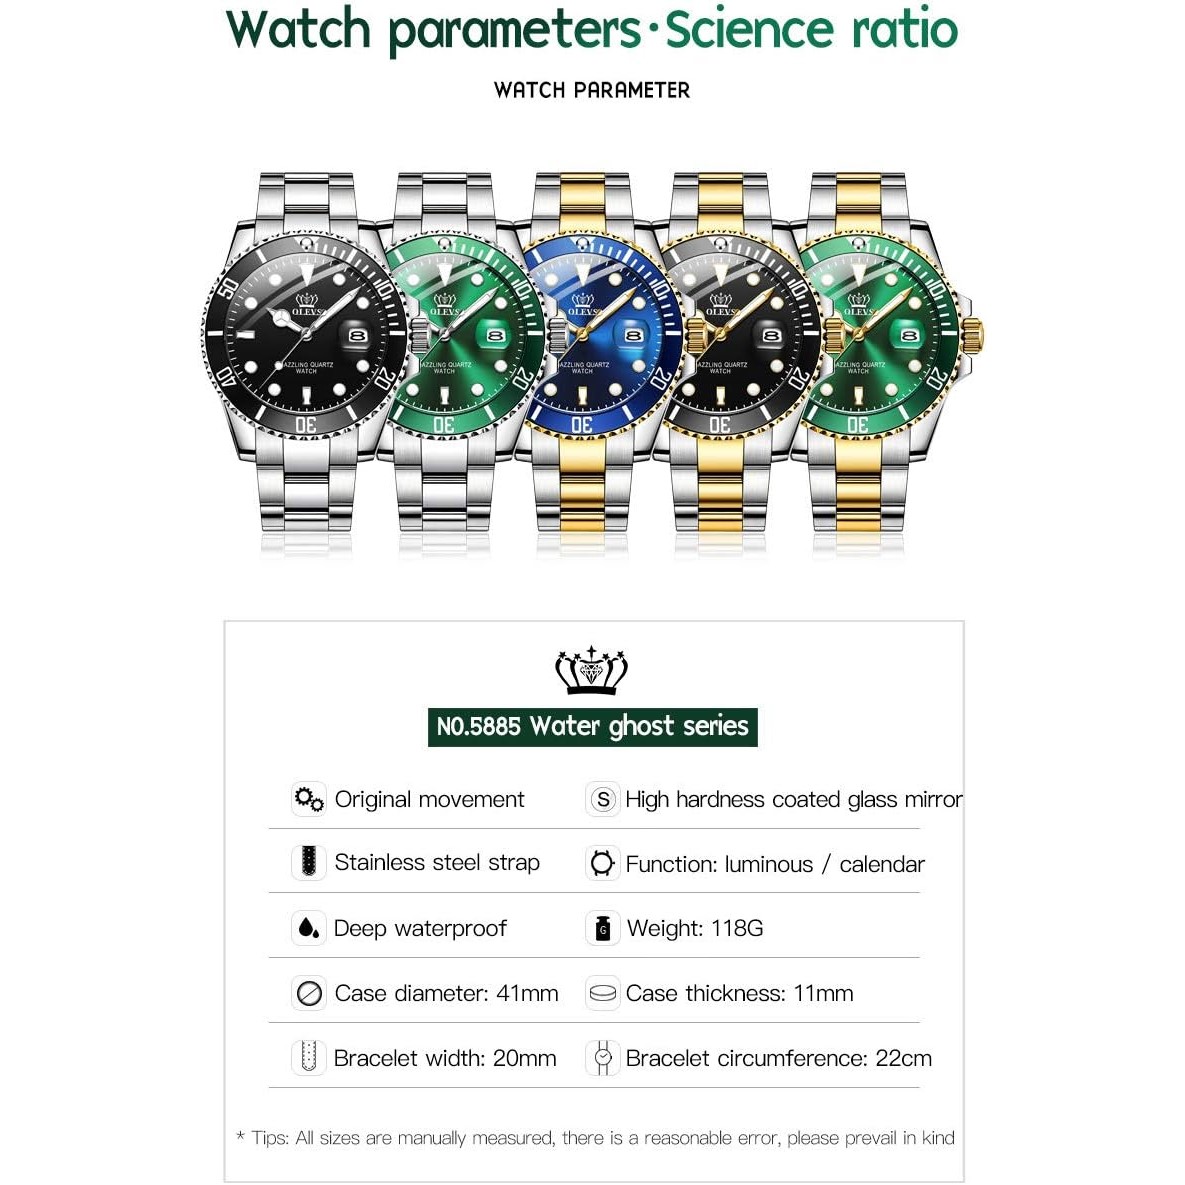 Watch parameters·Science ratio
WATCH PARAMETER
50
40
30
20
10
OLEVS
8
DAZZLING QUARTZ
WATCH
30
20
10
OLEVS
8
DAZZLING QUARTZ
WATCH
30
20
10
OLEVS
8
DAZZLING QUARTZ
WATCH
30
20
10
OLEVS
8
DAZZLING QUARTZ
WATCH
30
20
10
OLEVS
8
DAZZLING QUARTZ
WATCH
NO.5885 Water ghost series
Original movement
S High hardness coated glass mirror
Stainless steel strap
Function: luminous / calendar
Deep waterproof
G Weight: 118G
Case diameter: 41mm
Case thickness: 11mm
Bracelet width: 20mm
Bracelet circumference: 22cm
* Tips: All sizes are manually measured, there is a reasonable error, please prevail in kind